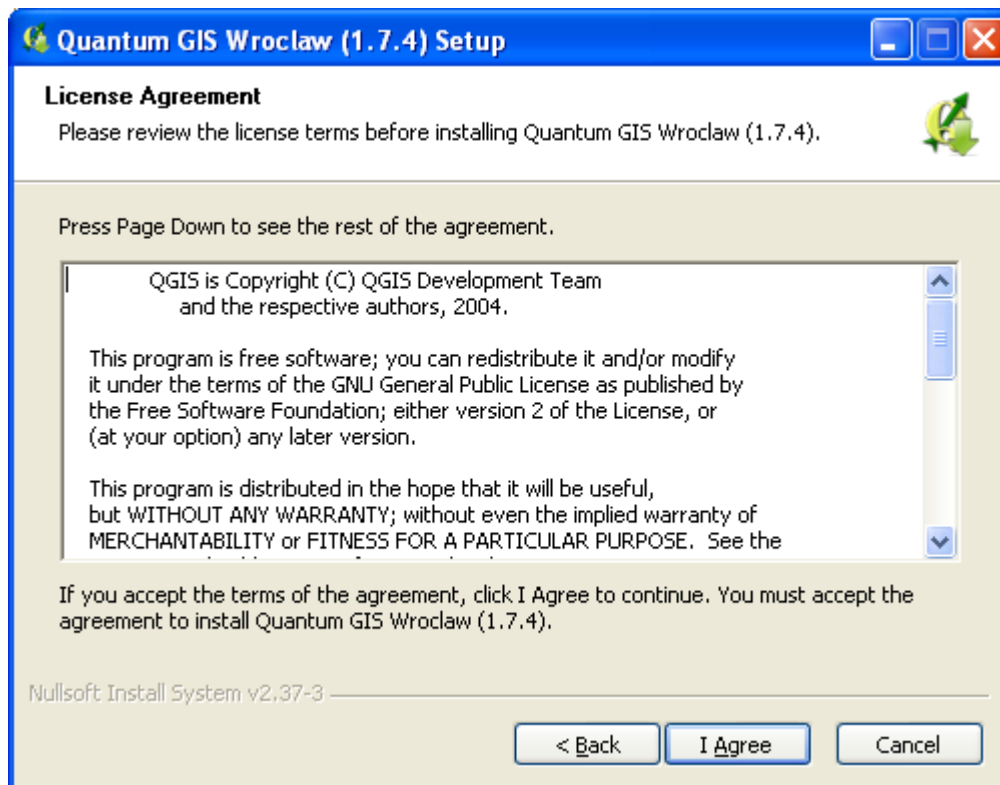 Quantum GIS Wroclaw (1.7.4) Setup
License Agreement
Please review the license terms before installing Quantum GIS Wroclaw (1.7.4).
Press Page Down to see the rest of the agreement.
QGIS is Copyright (C) QGIS Development Team
and the respective authors, 2004.
This program is free software; you can redistribute it and/or modify
it under the terms of the GNU General Public License as published by
the Free Software Foundation; either version 2 of the License, or
(at your option) any later version.
This program is distributed in the hope that it will be useful,
but WITHOUT ANY WARRANTY; without even the implied warranty of
MERCHANTABILITY or FITNESS FOR A PARTICULAR PURPOSE.  See the
If you accept the terms of the agreement, click I Agree to continue. You must accept the
agreement to install Quantum GIS Wroclaw (1.7.4).
Nullsoft Install System v2.37-3
< Back
I Agree
Cancel